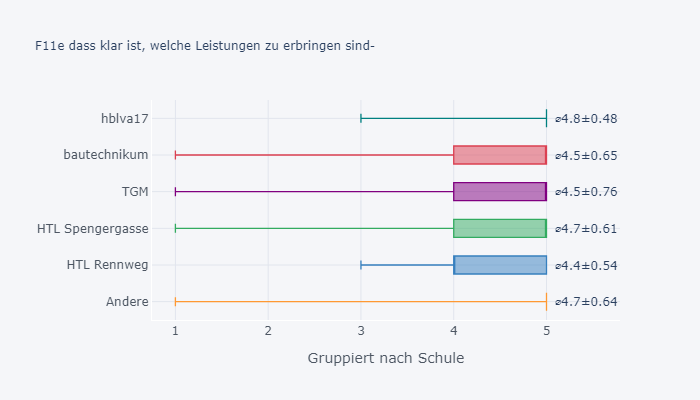 F11e dass klar ist, welche Leistungen zu erbringen sind-
hblva17 ⌀4.8±0.48
bautechnikum ⌀4.5±0.65
TGM ⌀4.5±0.76
HTL Spengergasse ⌀4.7±0.61
HTL Rennweg ⌀4.4±0.54
Andere ⌀4.7±0.64
1 2 3 4 5
Gruppiert nach Schule